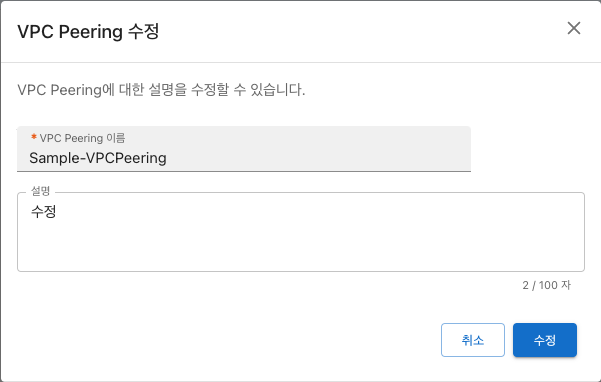 VPC Peering 수정
VPC Peering에 대한 설명을 수정할 수 있습니다.
* VPC Peering 이름
Sample-VPCPeering
설명
수정
2 / 100 자
취소
수정